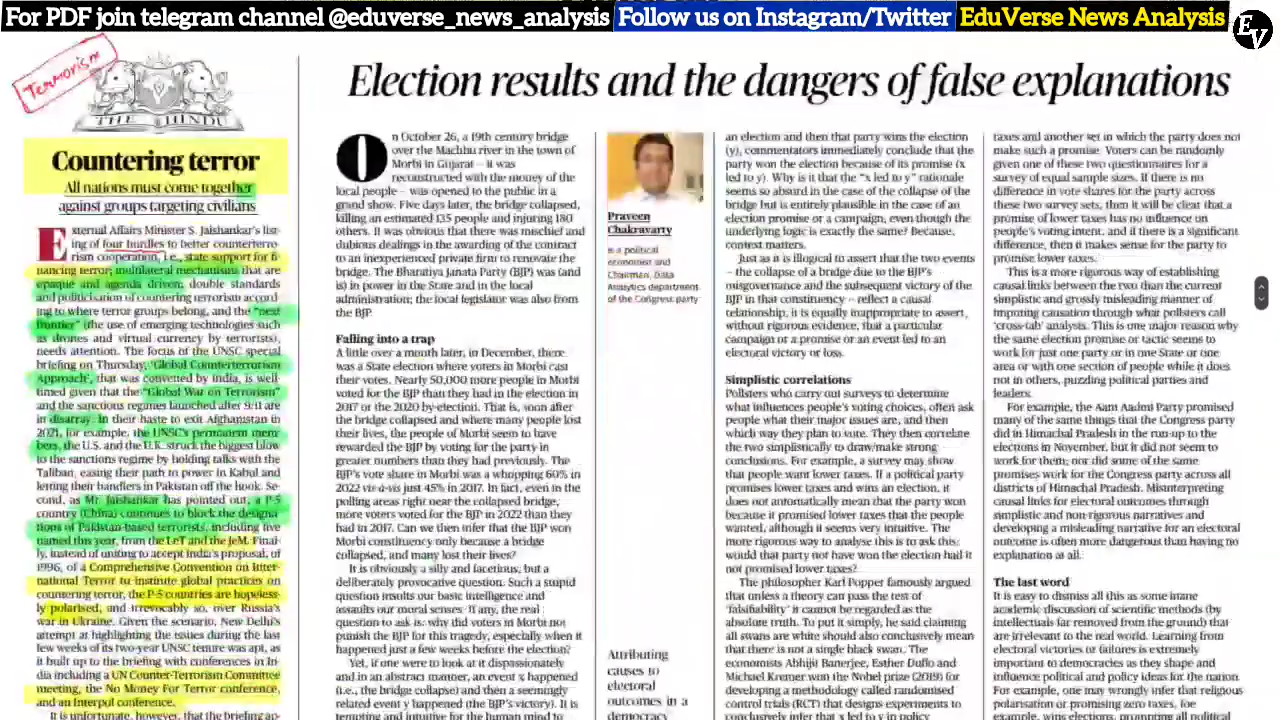 For PDF join telegram channel @eduverse_news_analysis Follow us on Instagram/Twitter EduVerse News Analysis
EV
Terrorism
THE HINDU
Countering terror
All nations must come together
against groups targeting civilians
External Affairs Minister S. Jaishankar's list-
ing of four hurdles to better counterterro-
rism cooperation, i.e., state support for fi-
nancing terror; multilateral mechanisms that are
opaque and agenda driven; double standards
and politicisation of countering terrorism accord-
ing to where terror groups belong, and the "next
frontier" (the use of emerging technologies such
as drones and virtual currency by terrorists),
needs attention. The focus of the UNSC special
briefing on Thursday, 'Global Counterterrorism
Approach', that was convened by India, is well-
timed given that the "Global War on Terrorism"
and the sanctions regimes launched after 9/11 are
in disarray. In their haste to exit Afghanistan in
2021, for example, the UNSC's permanent mem-
bers, the U.S. and the U.K. struck the biggest blow
to the sanctions regime by holding talks with the
Taliban, easing their path to power in Kabul and
letting their handlers in Pakistan off the hook. Se-
cond, as Mr. Jaishankar has pointed out, a P-5
country (China) continues to block the designa-
tions of Pakistan-based terrorists, including five
named this year, from the LeT and the JeM. Final-
ly, instead of uniting to accept India's proposal, of
1996, of a Comprehensive Convention on Inter-
national Terror to institute global practices on
countering terror, the P-5 countries are hopeless-
ly polarised, and irrevocably so, over Russia's
war in Ukraine. Given the scenario, New Delhi's
attempt at highlighting the issues during the last
few weeks of its two-year UNSC tenure was apt, as
it built up to the briefing with conferences in In-
dia including a UN Counter-Terrorism Committee
meeting, the No Money For Terror conference,
and an Interpol conference.
It is unfortunate, however, that the briefing ap-
Election results and the dangers of false explanations
On October 26, a 19th century bridge
over the Machhu river in the town of
Morbi in Gujarat – it was
reconstructed with the money of the
local people – was opened to the public in a
grand show. Five days later, the bridge collapsed,
killing an estimated 135 people and injuring 180
others. It was obvious that there was mischief and
dubious dealings in the awarding of the contract
to an inexperienced private firm to renovate the
bridge. The Bharatiya Janata Party (BJP) was (and
is) in power in the State and in the local
administration; the local legislator was also from
the BJP.
Falling into a trap
A little over a month later, in December, there
was a State election where voters in Morbi cast
their votes. Nearly 50,000 more people in Morbi
voted for the BJP than they had in the election in
2017 or the 2020 by-election. That is, soon after
the bridge collapsed and where many people lost
their lives, the people of Morbi seem to have
rewarded the BJP by voting for the party in
greater numbers than they had previously. The
BJP's vote share in Morbi was a whopping 60% in
2022 vis-a-vis just 45% in 2017. In fact, even in the
polling areas right near the collapsed bridge,
more voters voted for the BJP in 2022 than they
had in 2017. Can we then infer that the BJP won
Morbi constituency only because a bridge
collapsed, and many lost their lives?
It is obviously a silly and facetious, but a
deliberately provocative question. Such a stupid
question insults our basic intelligence and
assaults our moral senses. If any, the real
question to ask is: why did voters in Morbi not
punish the BJP for this tragedy, especially when it
happened just a few weeks before the election?
Yet, if one were to look at it dispassionately
and in an abstract manner, an event x happened
(i.e., the bridge collapse) and then a seemingly
related event y happened (the BJP's victory). It is
tempting and intuitive for the human mind to
Praveen
Chakravarty
is a political
economist and
Chairman, Data
Analytics department
of the Congress party
Attributing
causes to
electoral
outcomes in a
democracy
an election and then that party wins the election
(y), commentators immediately conclude that the
party won the election because of its promise (x
led to y). Why is it that the "x led to y" rationale
seems so absurd in the case of the collapse of the
bridge but is entirely plausible in the case of an
election promise or a campaign, even though the
underlying logic is exactly the same? Because,
context matters.
Just as it is illogical to assert that the two events
– the collapse of a bridge due to the BJP's
misgovernance and the subsequent victory of the
BJP in that constituency – reflect a causal
relationship, it is equally inappropriate to assert,
without rigorous evidence, that a particular
campaign or a promise or an event led to an
electoral victory or loss.
Simplistic correlations
Pollsters who carry out surveys to determine
what influences people's voting choices, often ask
people what their major issues are, and then
which way they plan to vote. They then correlate
the two simplistically to draw/make strong
conclusions. For example, a survey may show
that people want lower taxes. If a political party
promises lower taxes and wins an election, it
does not automatically mean that the party won
because it promised lower taxes that the people
wanted, although it seems very intuitive. The
more rigorous way to analyse this is to ask this:
would that party not have won the election had it
not promised lower taxes?
The philosopher Karl Popper famously argued
that unless a theory can pass the test of
'falsifiability' it cannot be regarded as the
absolute truth. To put it simply, he said claiming
all swans are white should also conclusively mean
that there is not a single black swan. The
economists Abhijit Banerjee, Esther Duflo and
Michael Kremer won the Nobel prize (2019) for
developing a methodology called randomised
control trials (RCT) that designs experiments to
conclusively infer that x led to y in policy
taxes and another set in which the party does not
make such a promise. Voters can be randomly
given one of these two questionnaires for a
survey of equal sample sizes. If there is no
difference in vote shares for the party across
these two survey sets, then it will be clear that a
promise of lower taxes has no influence on
people's voting intent, and if there is a significant
difference, then it makes sense for the party to
promise lower taxes.
This is a more rigorous way of establishing
causal links between the two than the current
simplistic and grossly misleading manner of
imputing causation through what pollsters call
'cross-tab' analysis. This is one major reason why
the same election promise or tactic seems to
work for just one party or in one State or one
area or with one section of people while it does
not in others, puzzling political parties and
leaders.
For example, the Aam Aadmi Party promised
many of the same things that the Congress party
did in Himachal Pradesh in the run-up to the
elections in November, but it did not seem to
work for them; nor did some of the same
promises work for the Congress party across all
districts of Himachal Pradesh. Misinterpreting
causal links for electoral outcomes through
simplistic and non-rigorous narratives and
developing a misleading narrative for an electoral
outcome is often more dangerous than having no
explanation at all.
The last word
It is easy to dismiss all this as some inane
academic discussion of scientific methods (by
intellectuals far removed from the ground) that
are irrelevant to the real world. Learning from
electoral victories or failures is extremely
important to democracies as they shape and
influence political and policy ideas for the nation.
For example, one may wrongly infer that religious
polarisation or promising zero taxes, for
example, wins elections, prompting all political